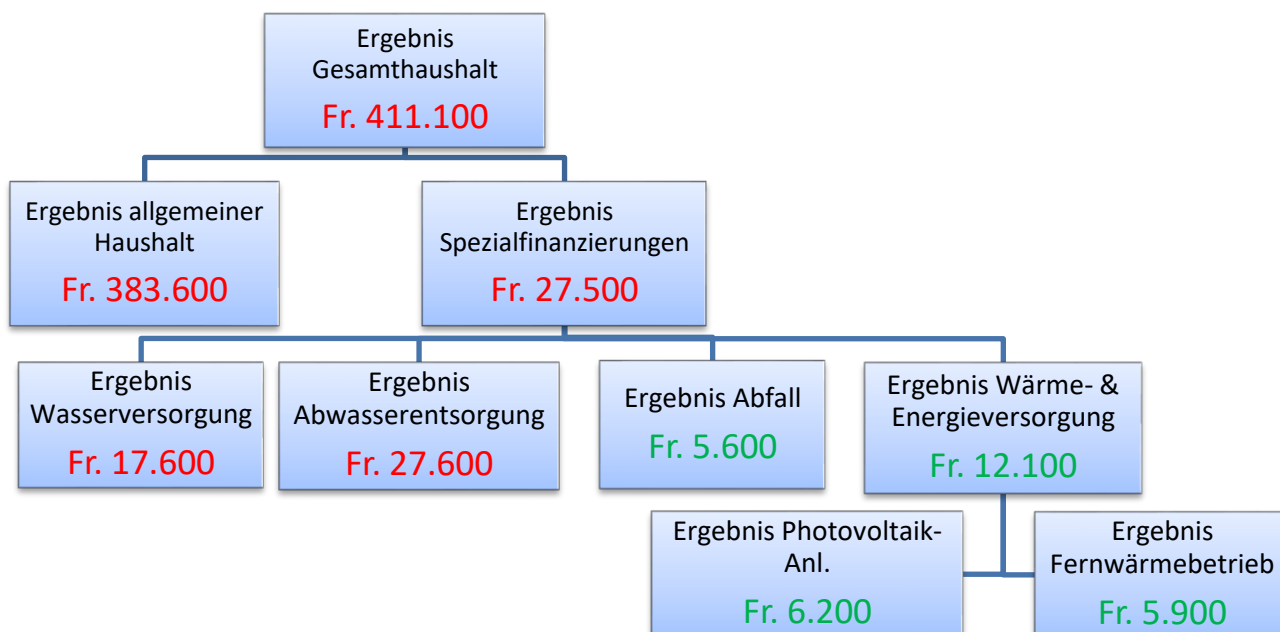 Ergebnis
Gesamthaushalt
Fr. 411.100
Ergebnis allgemeiner
Haushalt
Fr. 383.600
Ergebnis
Spezialfinanzierungen
Fr. 27.500
Ergebnis
Wasserversorgung
Fr. 17.600
Ergebnis
Abwasserentsorgung
Fr. 27.600
Ergebnis Abfall
Fr. 5.600
Ergebnis Wärme- &
Energieversorgung
Fr. 12.100
Ergebnis Photovoltaik-
Anl.
Fr. 6.200
Ergebnis
Fernwärmebetrieb
Fr. 5.900